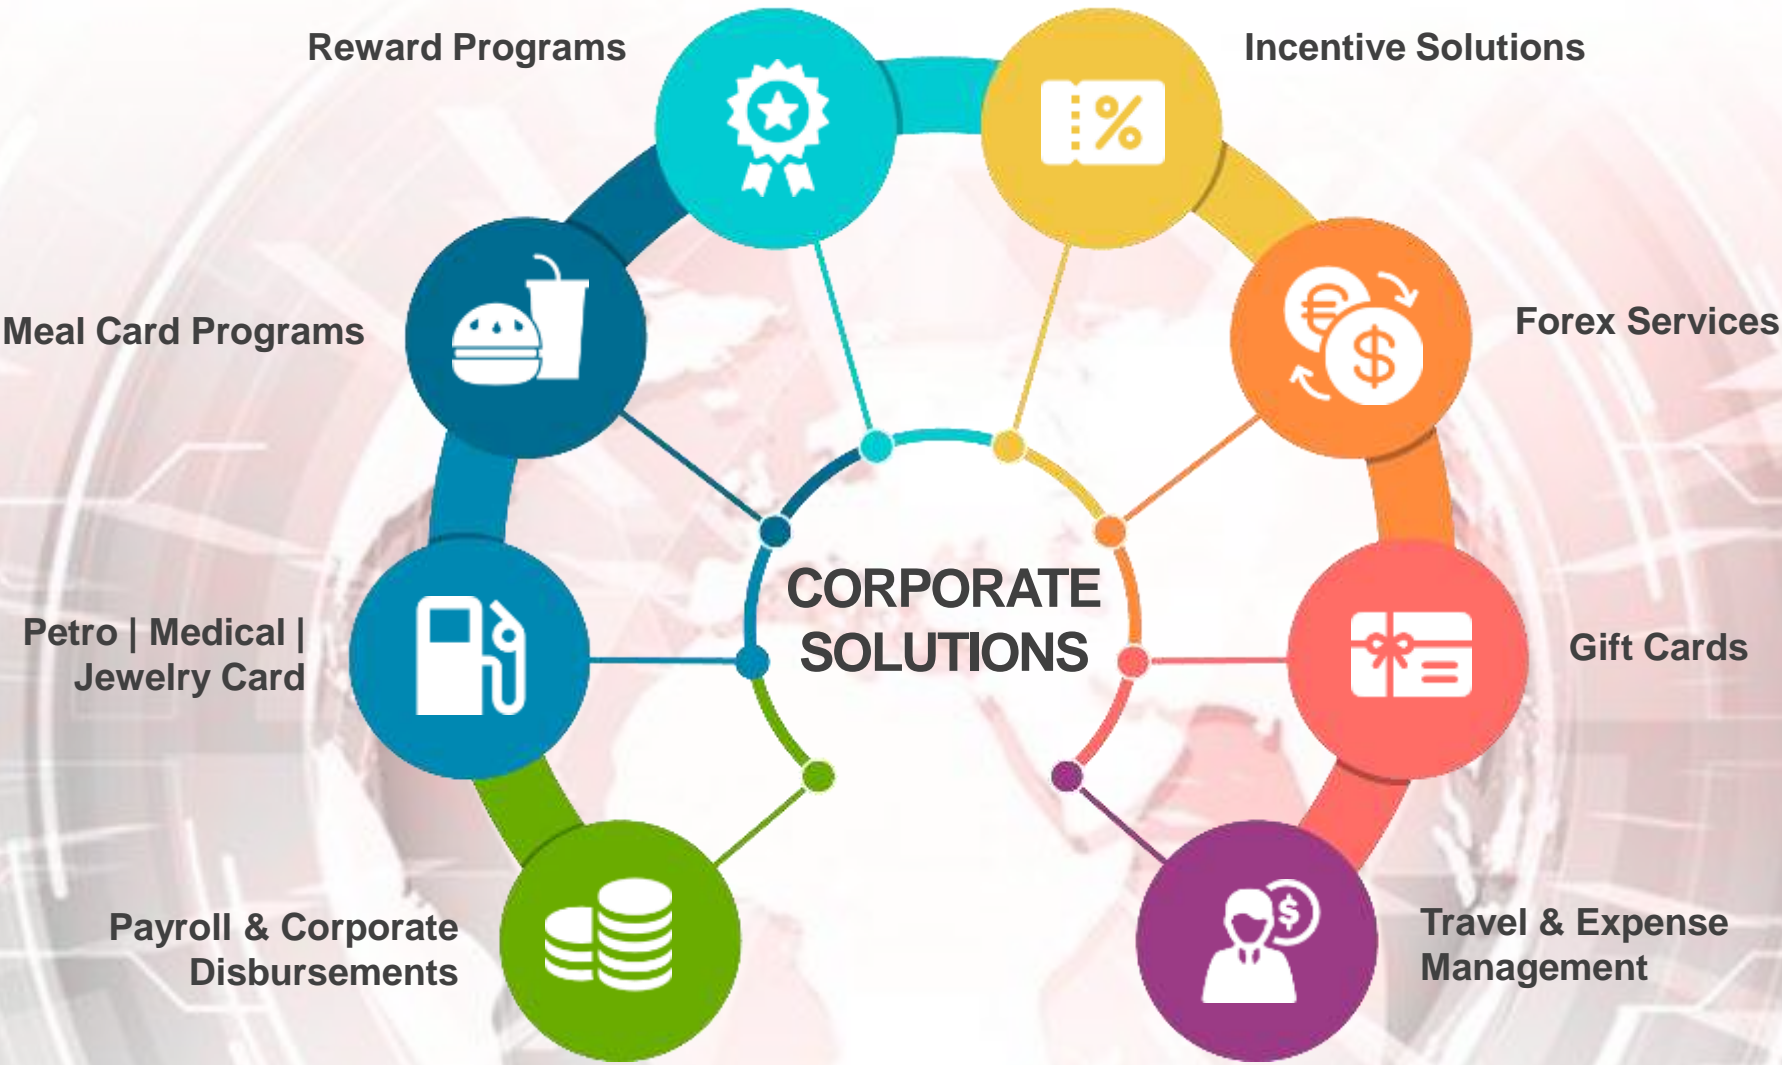 Reward Programs
Incentive Solutions
Meal Card Programs
Forex Services
CORPORATE
SOLUTIONS
Petro | Medical |
Jewelry Card
Gift Cards
Payroll & Corporate
Disbursements
Travel & Expense
Management
%
€
$
$